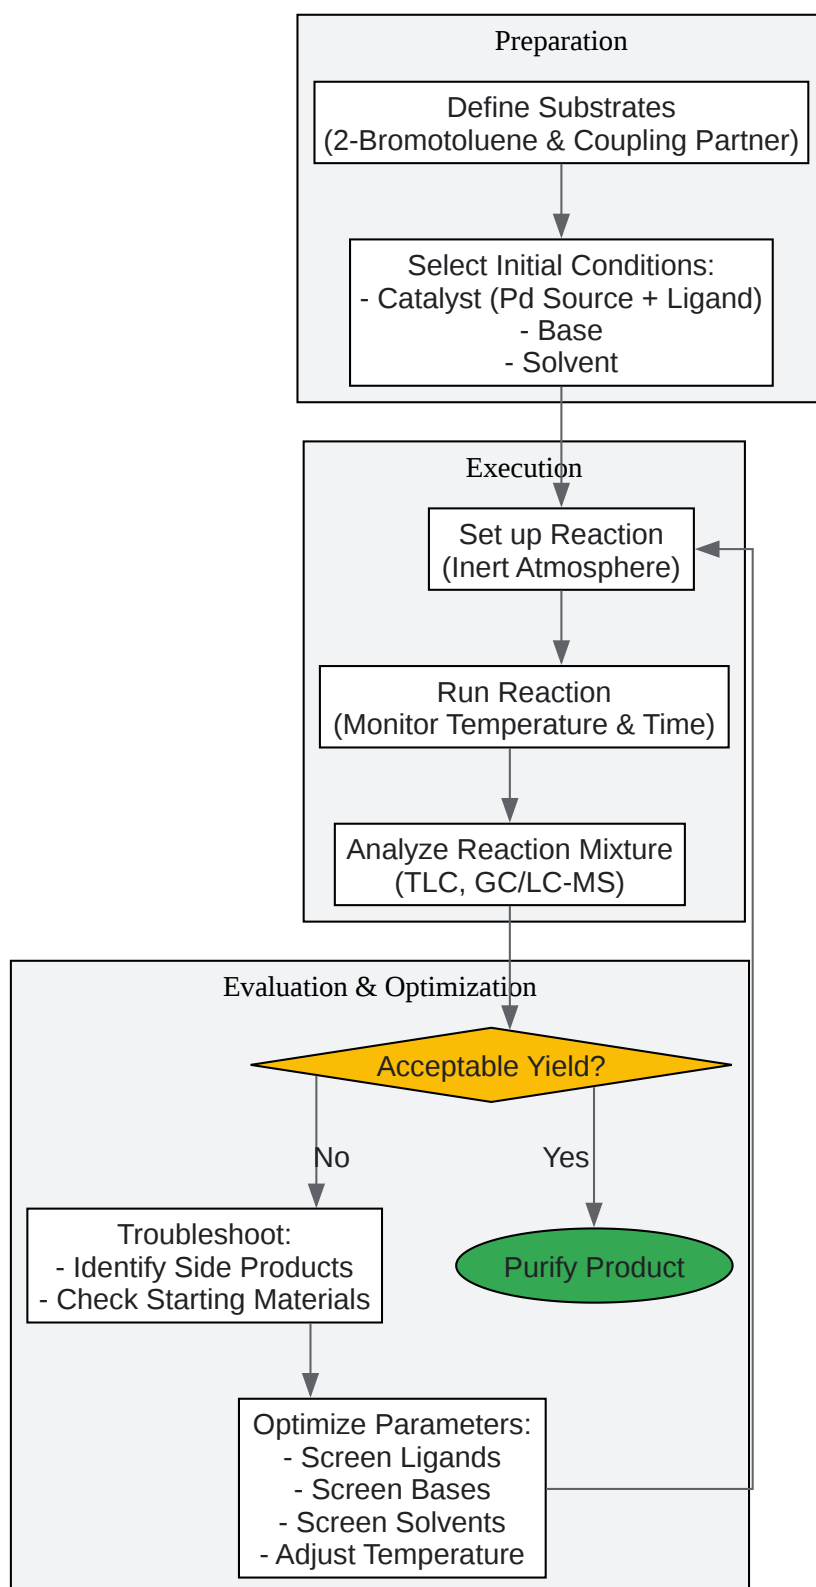 Preparation
Define Substrates
(2-Bromotoluene & Coupling Partner)
Select Initial Conditions:
- Catalyst (Pd Source + Ligand)
- Base
- Solvent
Execution
Set up Reaction
(Inert Atmosphere)
Run Reaction
(Monitor Temperature & Time)
Analyze Reaction Mixture
(TLC, GC/LC-MS)
Evaluation & Optimization
Acceptable Yield?
No
Yes
Troubleshoot:
- Identify Side Products
- Check Starting Materials
Purify Product
Optimize Parameters:
- Screen Ligands
- Screen Bases
- Screen Solvents
- Adjust Temperature